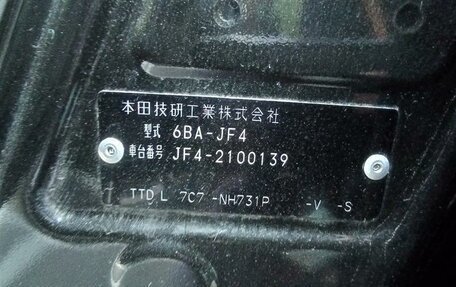 本田技研工業株式会社
型式 6BA-JF4
車台番号 JF4-2100139
TTDL 7C7 -NH731P -V -S